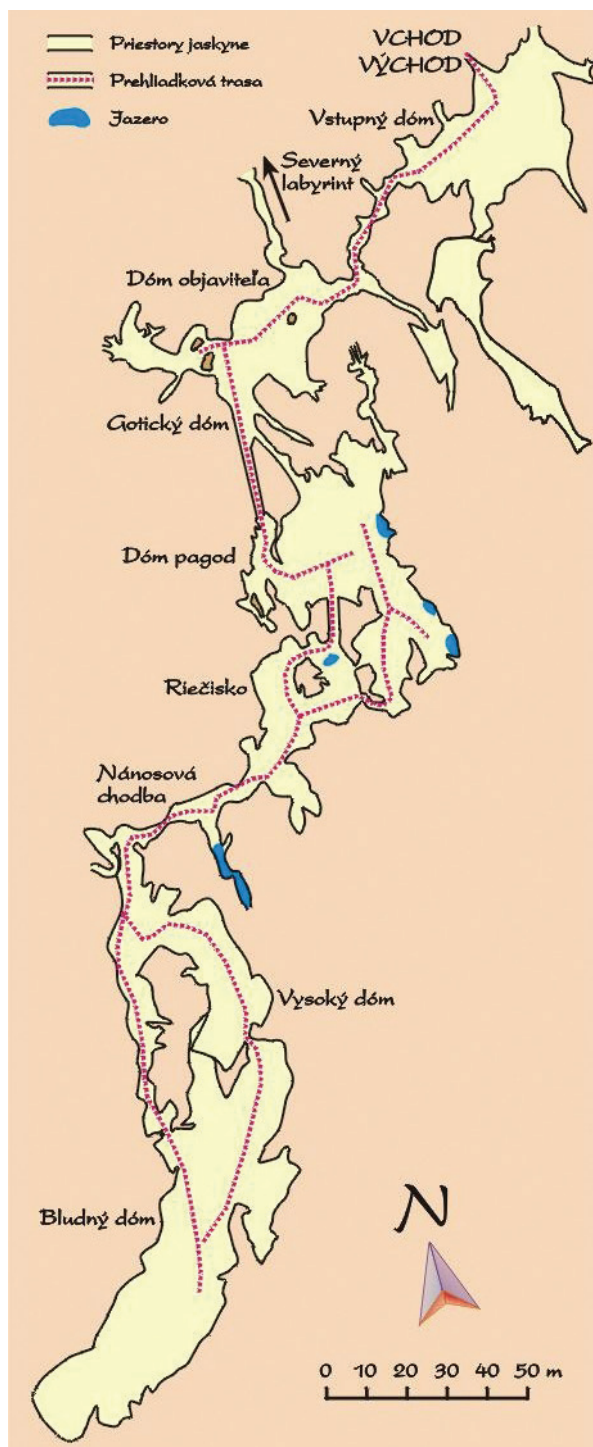 Priestory jaskyne
Prehliadková trasa
Jazero
VCHOD
VÝCHOD
Vstupný dóm
Severný
labyrint
Dóm objaviteľa
Gotický dóm
Dóm pagod
Riečisko
Nánosová
chodba
Vysoký dóm
Bludný dóm
N
0 10 20 30 40 50 m